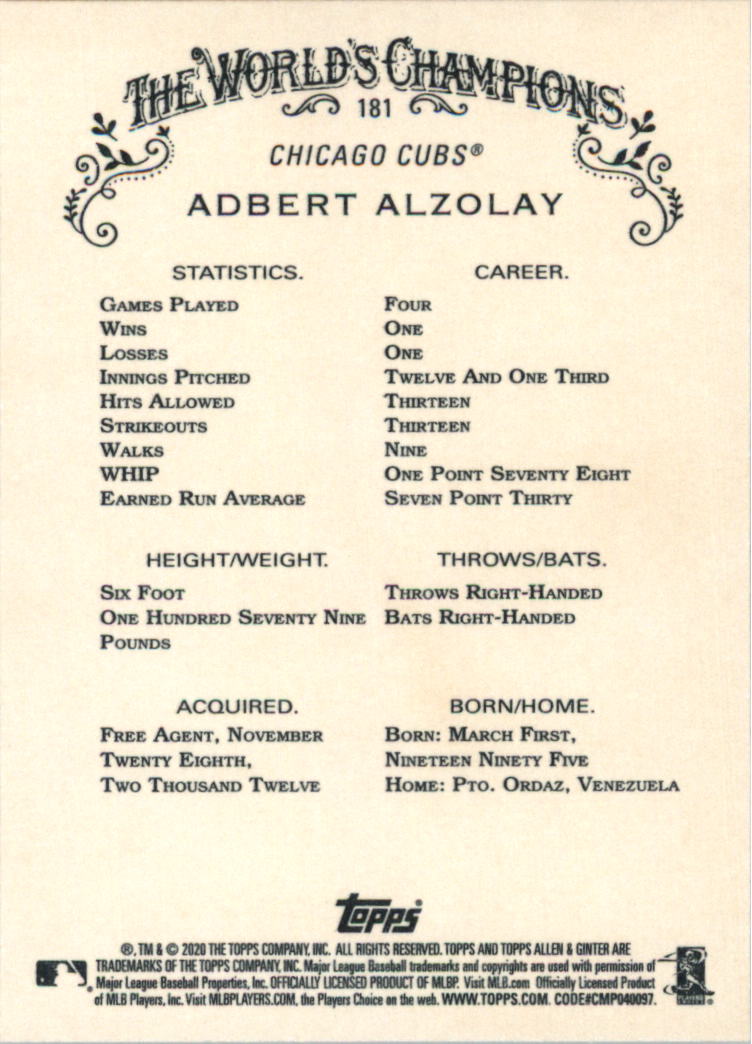 THE WORLD'S CHAMPIONS
181
CHICAGO CUBS®
ADBERT ALZOLAY
STATISTICS. CAREER.
GAMES PLAYED FOUR
WINS ONE
LOSSES ONE
INNINGS PITCHED TWELVE AND ONE THIRD
HITS ALLOWED THIRTEEN
STRIKEOUTS THIRTEEN
WALKS NINE
WHIP ONE POINT SEVENTY EIGHT
EARNED RUN AVERAGE SEVEN POINT THIRTY
HEIGHT/WEIGHT. THROWS/BATS.
SIX FOOT THROWS RIGHT-HANDED
ONE HUNDRED SEVENTY NINE BATS RIGHT-HANDED
POUNDS
ACQUIRED. BORN/HOME.
FREE AGENT, NOVEMBER BORN: MARCH FIRST,
TWENTY EIGHTH, NINETEEN NINETY FIVE
TWO THOUSAND TWELVE HOME: PTO. ORDAZ, VENEZUELA
topps®
®, TM & © 2020 THE TOPPS COMPANY, INC. ALL RIGHTS RESERVED. TOPPS AND TOPPS ALLEN & GINTER ARE
TRADEMARKS OF THE TOPPS COMPANY, INC. Major League Baseball trademarks and copyrights are used with permission of
Major League Baseball Properties, Inc. OFFICIALLY LICENSED PRODUCT OF MLBP. Visit MLB.com Officially Licensed Product
of MLB Players, Inc. Visit MLBPLAYERS.COM, the Players Choice on the web. WWW.TOPPS.COM. CODE#CMP040097.